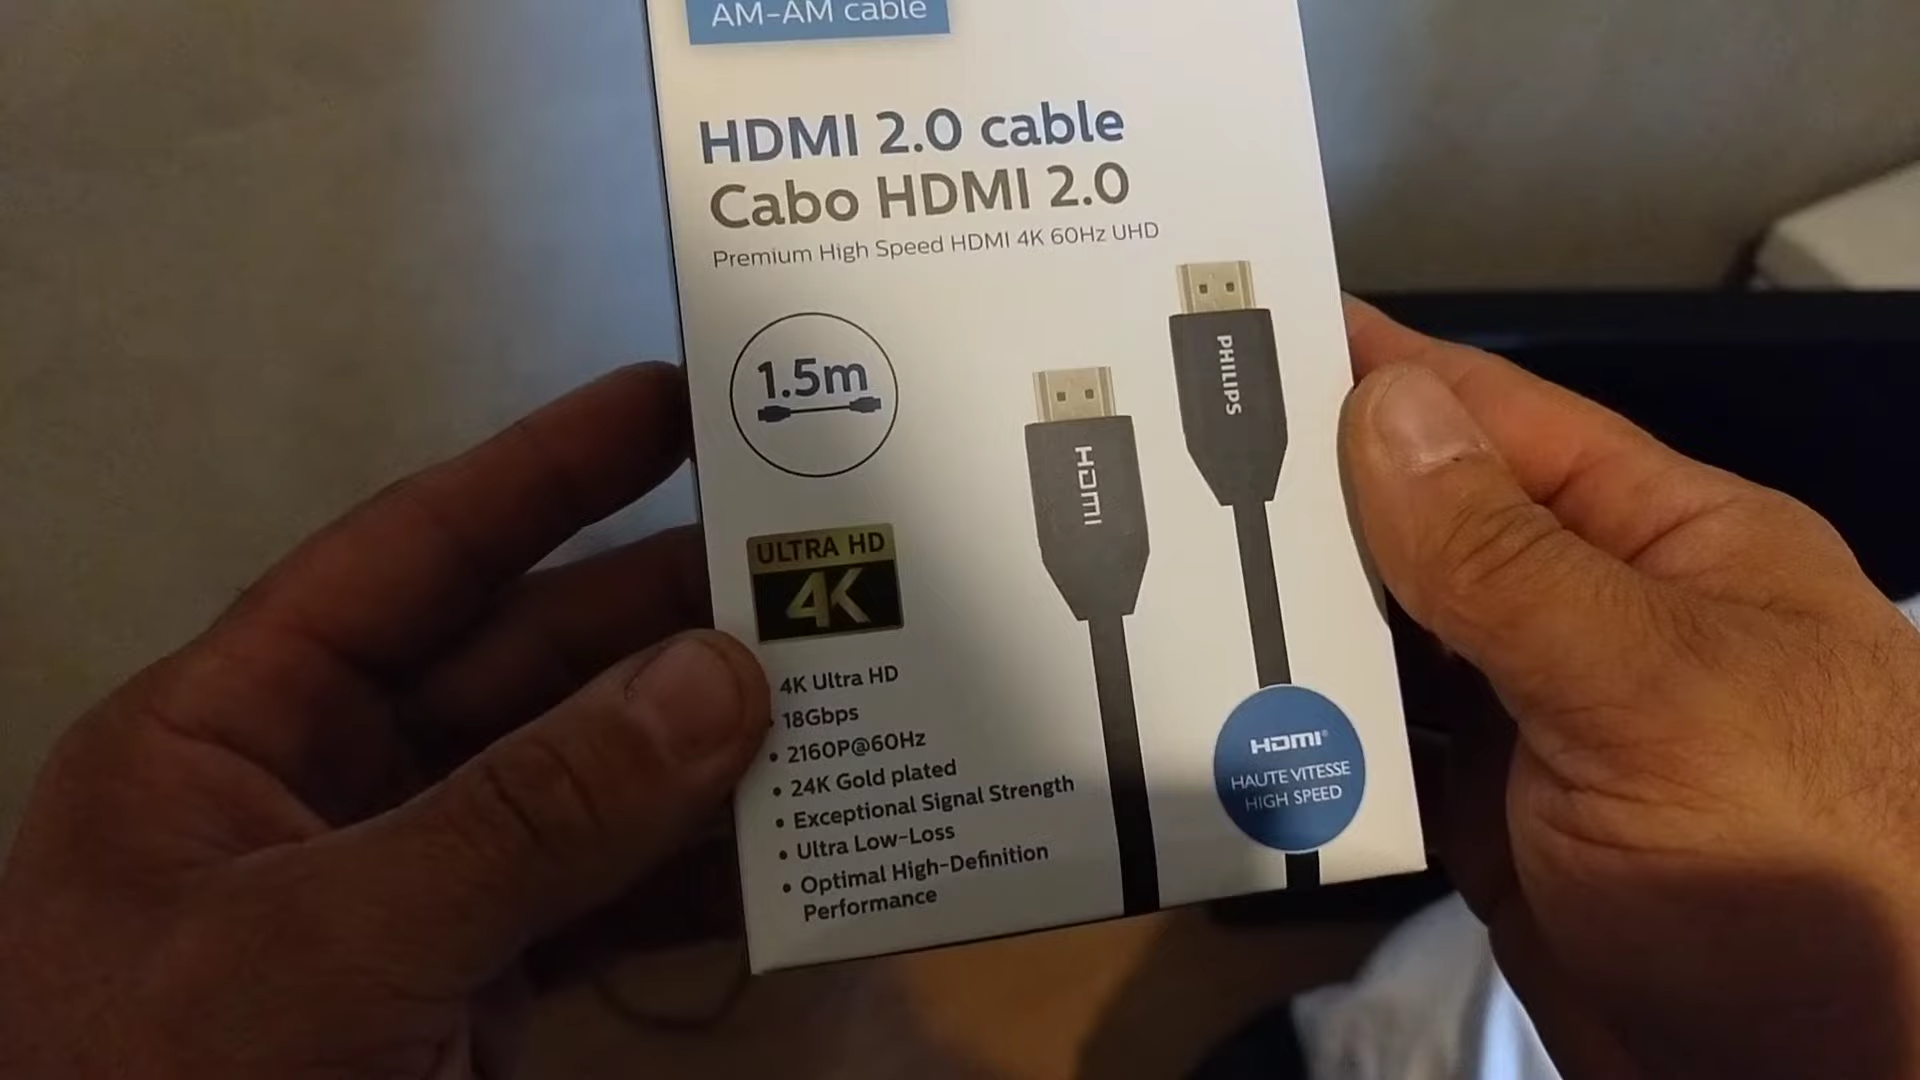 AM-AM cable
HDMI 2.0 cable
Cabo HDMI 2.0
Premium High Speed HDMI 4K 60Hz UHD
1.5m
PHILIPS
HDMI
ULTRA HD
4K
4K Ultra HD
• 18Gbps
• 2160P@60Hz
• 24K Gold plated
• Exceptional Signal Strength
• Ultra Low-Loss
• Optimal High-Definition
Performance
HDMI®
HAUTE VITESSE
HIGH SPEED